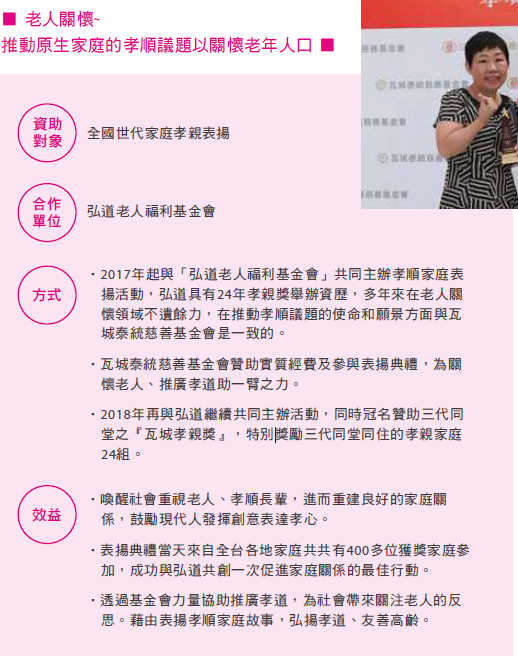 ■ 老人關懷~
推動原生家庭的孝順議題以關懷老年人口 ■
資助
對象
全國世代家庭孝親表揚
合作
單位
弘道老人福利基金會
方式
・2017年起與「弘道老人福利基金會」共同主辦孝順家庭表
揚活動，弘道具有24年孝親獎舉辦資歷，多年來在老人關
懷領域不遺餘力，在推動孝順議題的使命和願景方面與瓦
城泰統慈善基金會是一致的。
・瓦城泰統慈善基金會贊助實質經費及參與表揚典禮，為關
懷老人、推廣孝道助一臂之力。
・2018年再與弘道繼續共同主辦活動，同時冠名贊助三代同
堂之『瓦城孝親獎』，特別獎勵三代同堂同住的孝親家庭
24組。
效益
・喚醒社會重視老人、孝順長輩，進而重建良好的家庭關
係，鼓勵現代人發揮創意表達孝心。
・表揚典禮當天來自全台各地家庭共共有400多位獲獎家庭參
加，成功與弘道共創一次促進家庭關係的最佳行動。
・透過基金會力量協助推廣孝道，為社會帶來關注老人的反
思。藉由表揚孝順家庭故事，弘揚孝道、友善高齡。